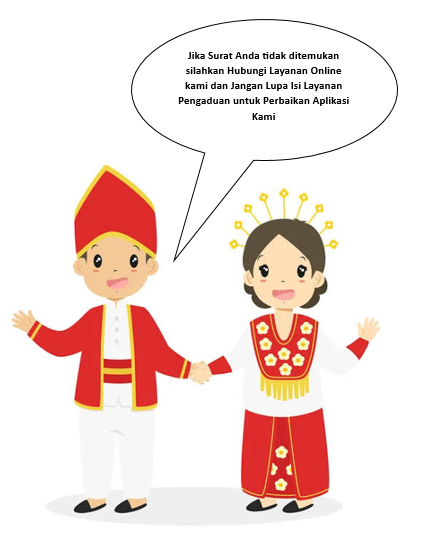 Jika Surat Anda tidak ditemukan
silahkan Hubungi Layanan Online
kami dan Jangan Lupa Isi Layanan
Pengaduan untuk Perbaikan Aplikasi
Kami